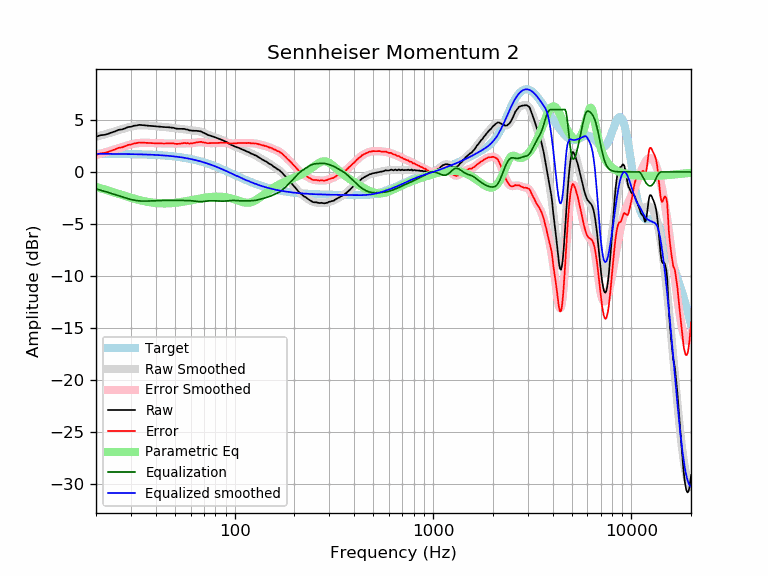 Sennheiser Momentum 2
Amplitude (dBr)
5
0
−5
−10
−15
−20
−25
−30
Target
Raw Smoothed
Error Smoothed
Raw
Error
Parametric Eq
Equalization
Equalized smoothed
100 1000 10000
Frequency (Hz)